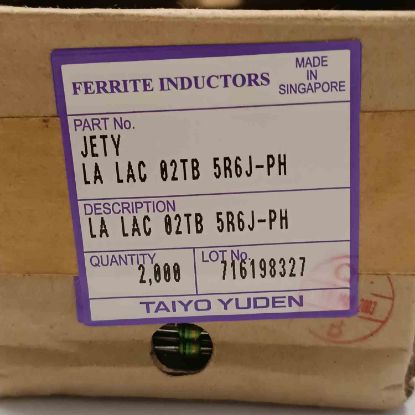 FERRITE INDUCTORS
MADE
IN
SINGAPORE
PART No.
JETY
LA LAC 02TB 5R6J-PH
DESCRIPTION
LA LAC 02TB 5R6J-PH
QUANTITY
2,000
LOT No.
716198327
TAIYO YUDEN